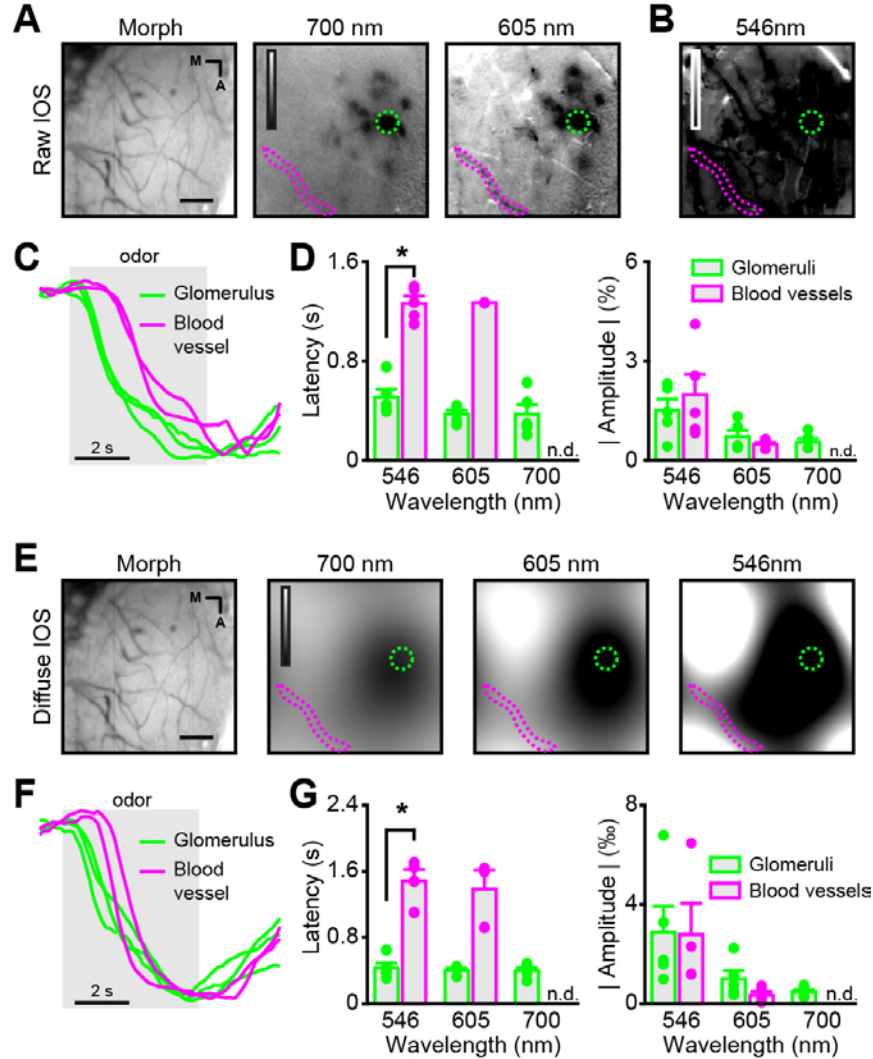 A
Morph
700 nm
605 nm
B
546nm
Raw IOS
M
A
C
odor
Glomerulus
Blood
vessel
2 s
D
Latency (s)
1.6
0.8
0
*
n.d.
546 605 700
Wavelength (nm)
| Amplitude | (%)
6
3
0
Glomeruli
Blood vessels
n.d.
546 605 700
Wavelength (nm)
E
Morph
700 nm
605 nm
546nm
Diffuse IOS
M
A
F
odor
Glomerulus
Blood
vessel
2 s
G
Latency (s)
2.4
1.6
0.8
0
*
n.d.
546 605 700
Wavelength (nm)
| Amplitude | (‰)
8
4
0
Glomeruli
Blood vessels
n.d.
546 605 700
Wavelength (nm)